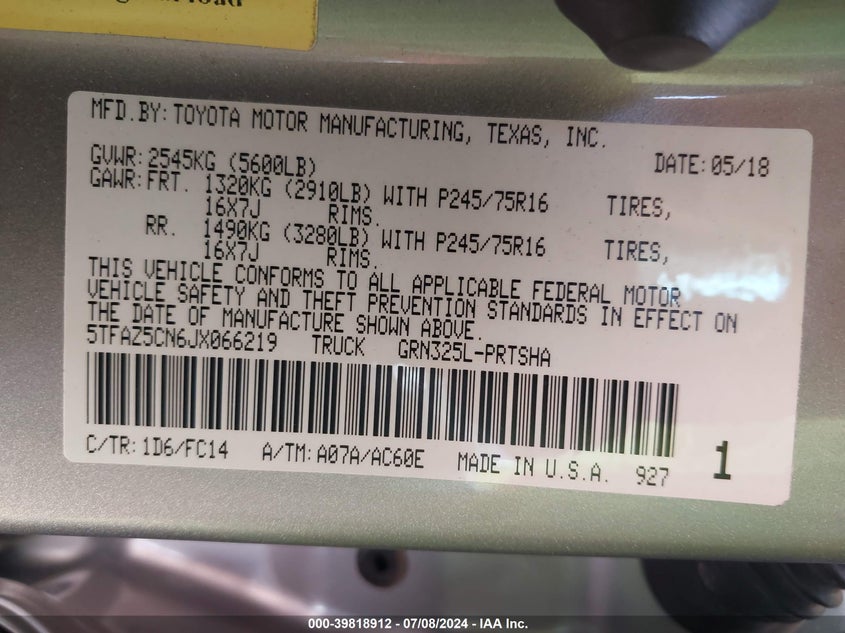 road
MFD.BY: TOYOTA MOTOR MANUFACTURING, TEXAS, INC.
GVWR: 2545KG (5600LB) DATE: 05/18
GAWR: FRT. 1320KG (2910LB) WITH P245/75R16 TIRES,
16X7J RIMS.
RR. 1490KG (3280LB) WITH P245/75R16 TIRES,
16X7J RIMS.
THIS VEHICLE CONFORMS TO ALL APPLICABLE FEDERAL MOTOR
VEHICLE SAFETY AND THEFT PREVENTION STANDARDS IN EFFECT ON
THE DATE OF MANUFACTURE SHOWN ABOVE.
5TFAZ5CN6JX066219 TRUCK GRN325L-PRTSHA
C/TR: 1D6/FC14 A/TM: A07A/AC60E MADE IN U.S.A. 927 1
000-39818912 - 07/08/2024 - IAA Inc.